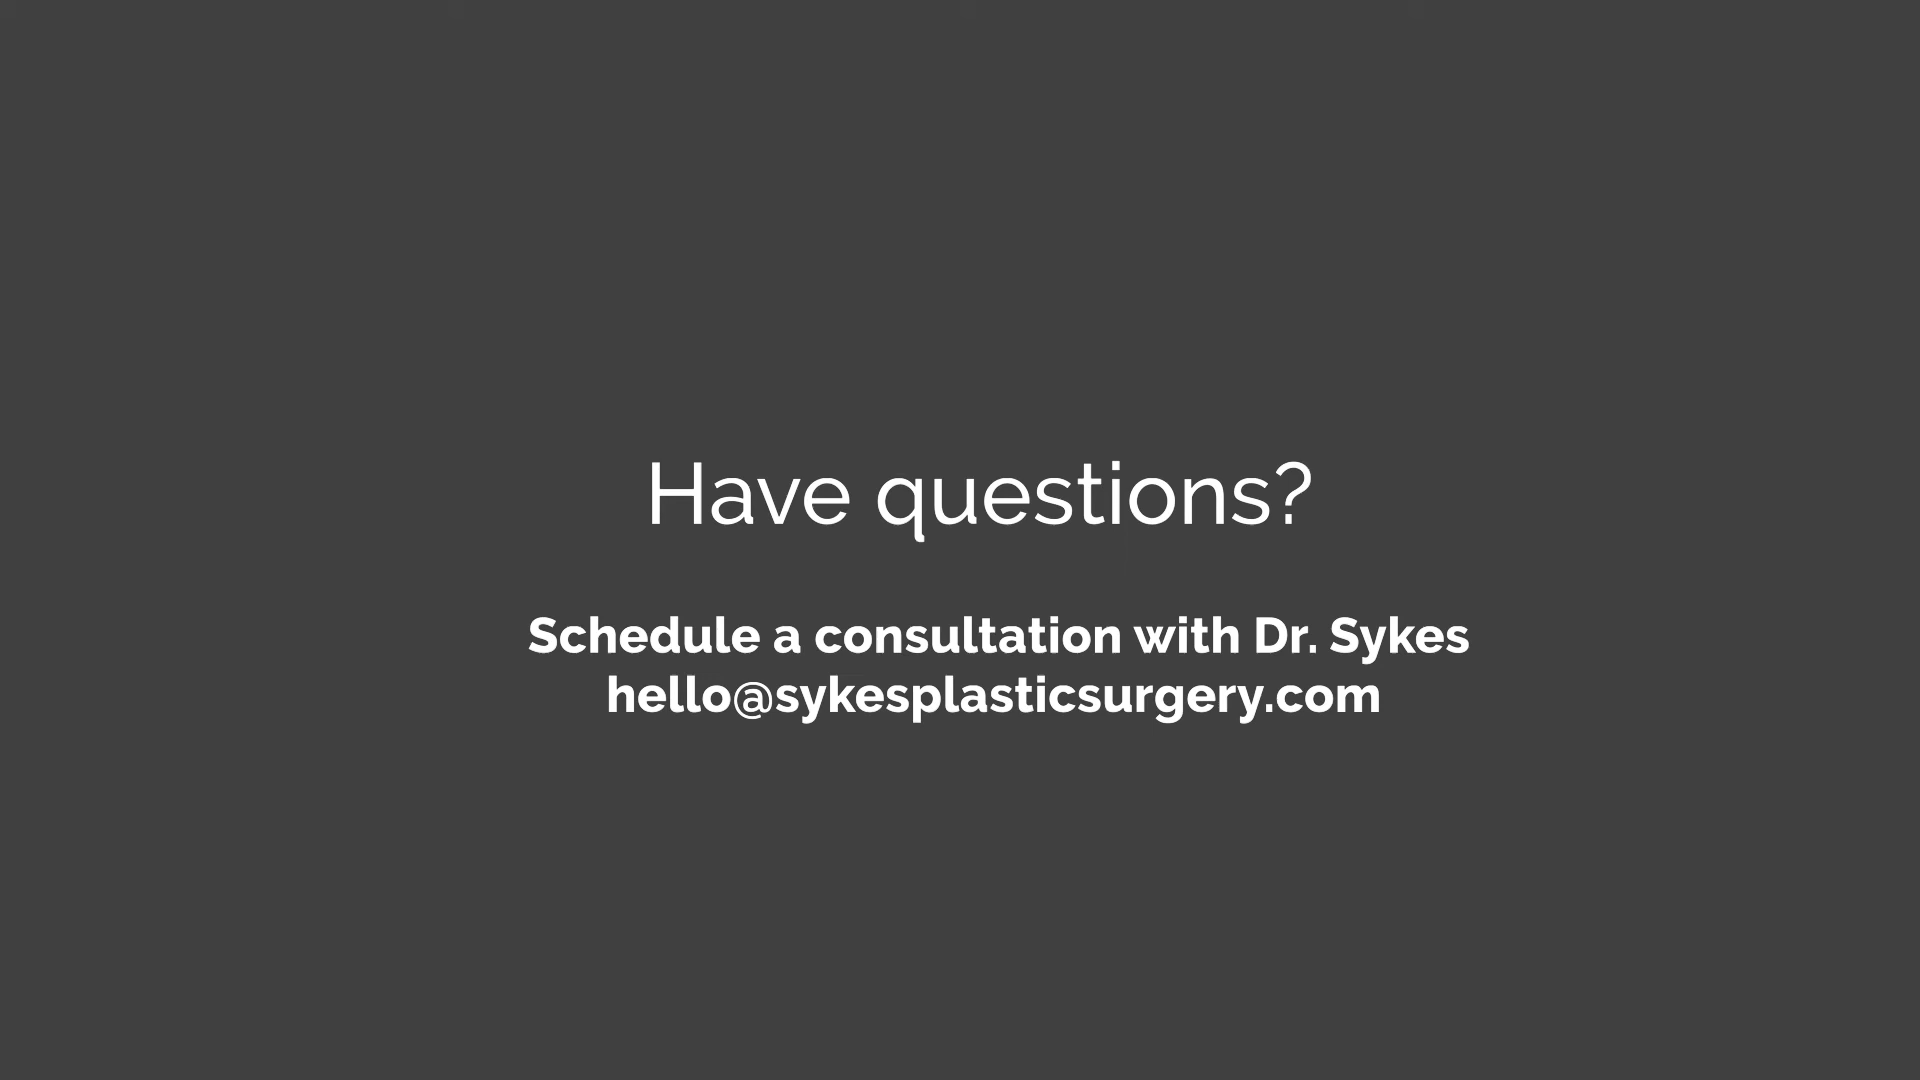 Have questions?
Schedule a consultation with Dr. Sykes
hello@sykesplasticsurgery.com